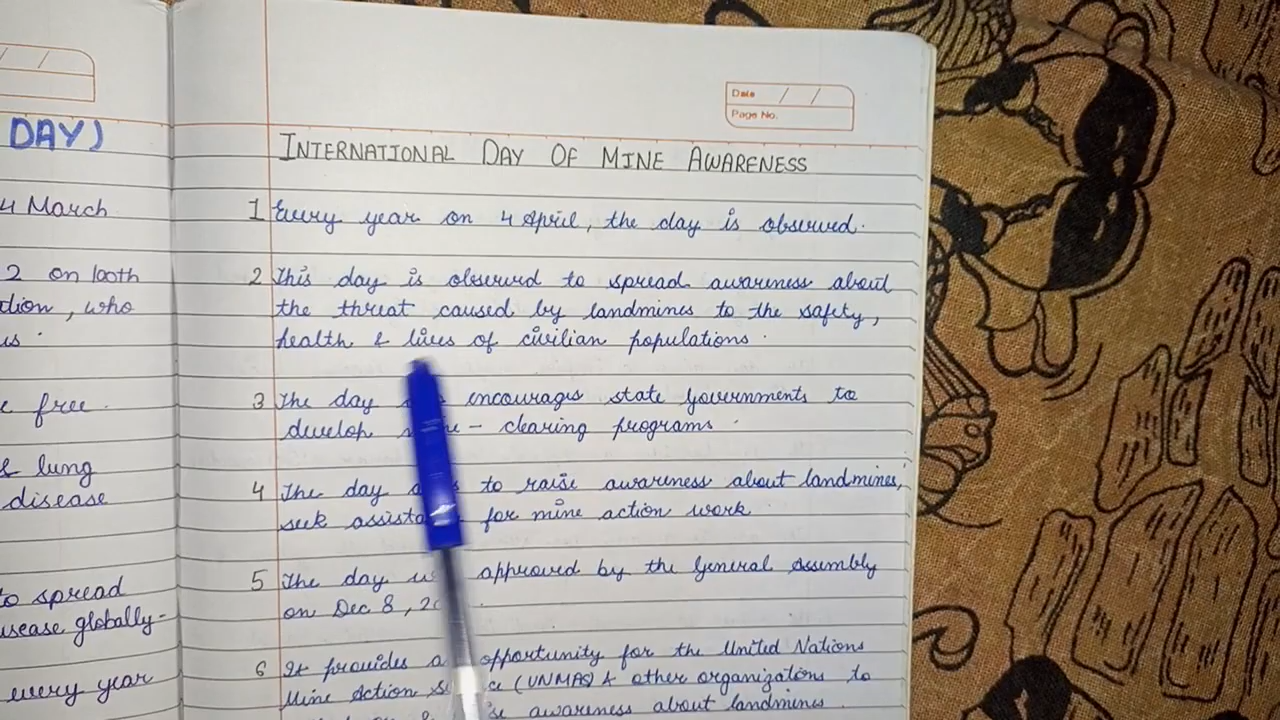 DAY)
4 March
2 on 100th
tion, who
us.
e free.
& lung
disease
to spread
isease globally-
every year
Date / /
Page No.
INTERNATIONAL DAY OF MINE AWARENESS
1 Every year on 4 April, the day is observed.
2 This day is observed to spread awareness about
the threat caused by landmines to the safety,
health & lives of civilian populations.
3 The day encourages state Governments to
develop - clearing programs.
4 The day to raise awareness about landmines,
seek for mine action work
5 The day approved by the General Assembly
on Dec 8, 
6 It provides opportunity for the United Nations
Mine Action (UNMAS) & other organizations to
awareness about landmines.